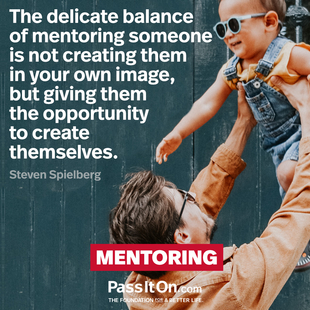 The delicate balance
of mentoring someone
is not creating them
in your own image,
but giving them
the opportunity
to create
themselves.
Steven Spielberg
MENTORING
PassItOn.com
THE FOUNDATION FOR A BETTER LIFE.